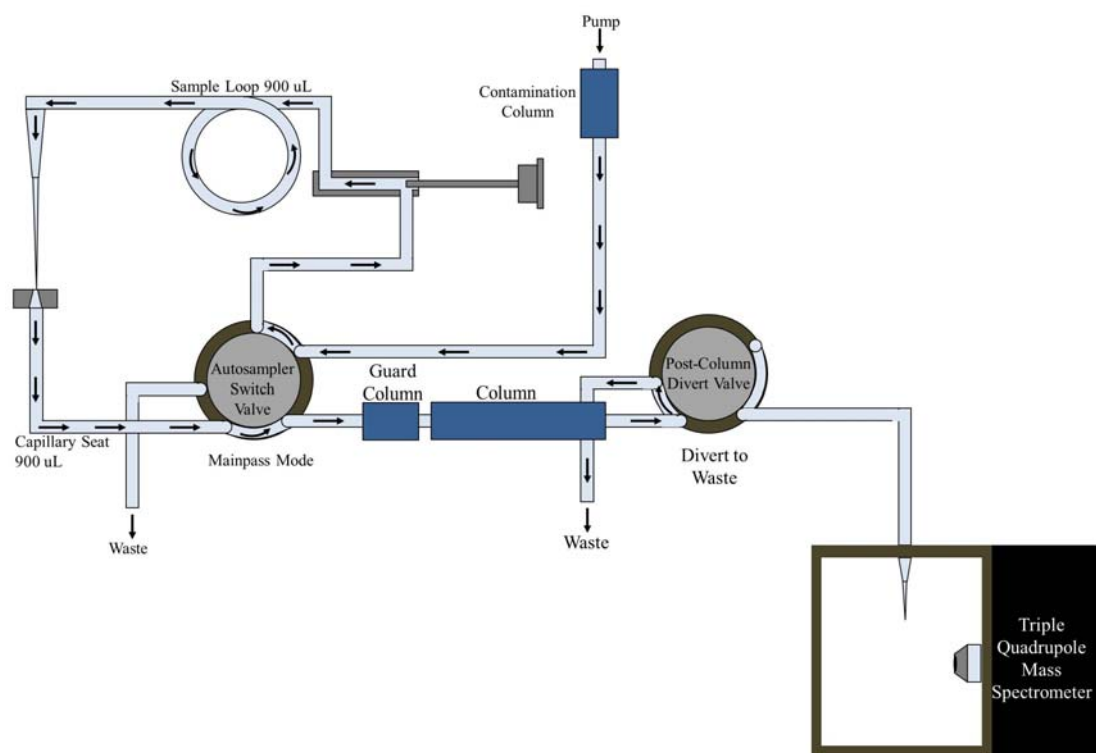 Pump
Sample Loop 900 uL
Contamination
Column
Autosampler
Switch
Valve
Guard
Column
Column
Post-Column
Divert Valve
Capillary Seat
900 uL
Mainpass Mode
Divert to
Waste
Waste
Waste
Triple
Quadrupole
Mass
Spectrometer